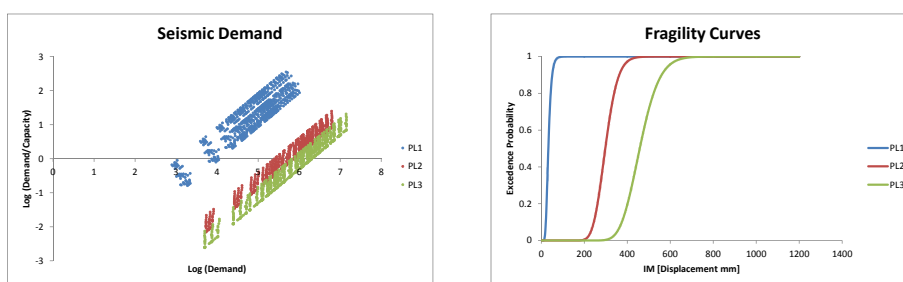 Seismic Demand
3
2
1
0
-1
-2
-3
0 1 2 3 4 5 6 7 8
Log (Demand/Capacity)
Log (Demand)
PL1
PL2
PL3
Fragility Curves
1
0.8
0.6
0.4
0.2
0
0 200 400 600 800 1000 1200 1400
Excedence Probability
IM [Displacement mm]
PL1
PL2
PL3